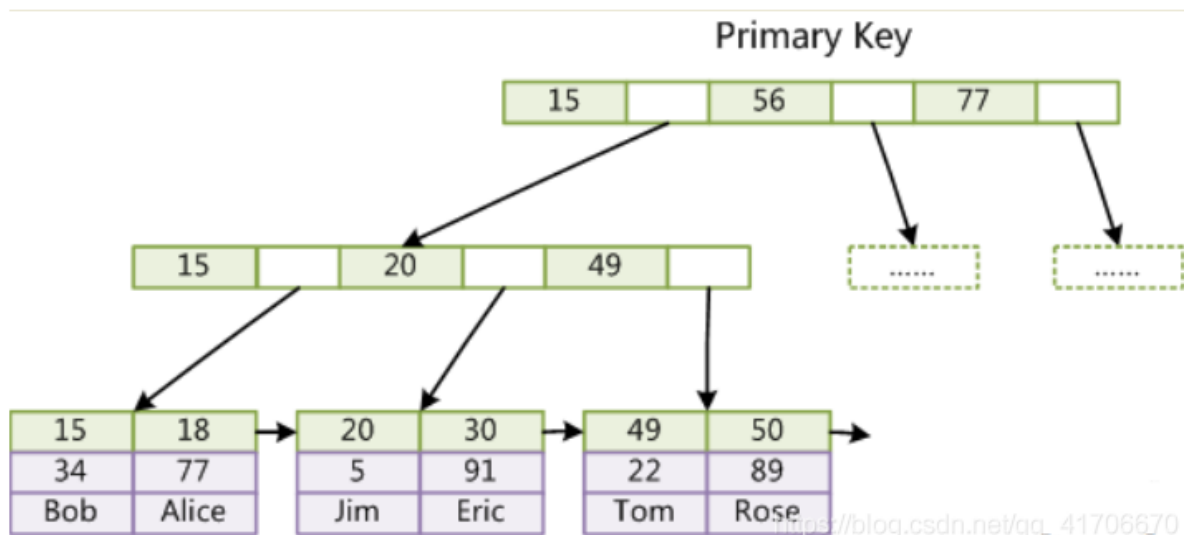 Primary Key
15 56 77
15 20 49
...... ......
15 18 20 30 49 50
34 77 5 91 22 89
Bob Alice Jim Eric Tom Rose
https://blog.csdn.net/qq_41706670